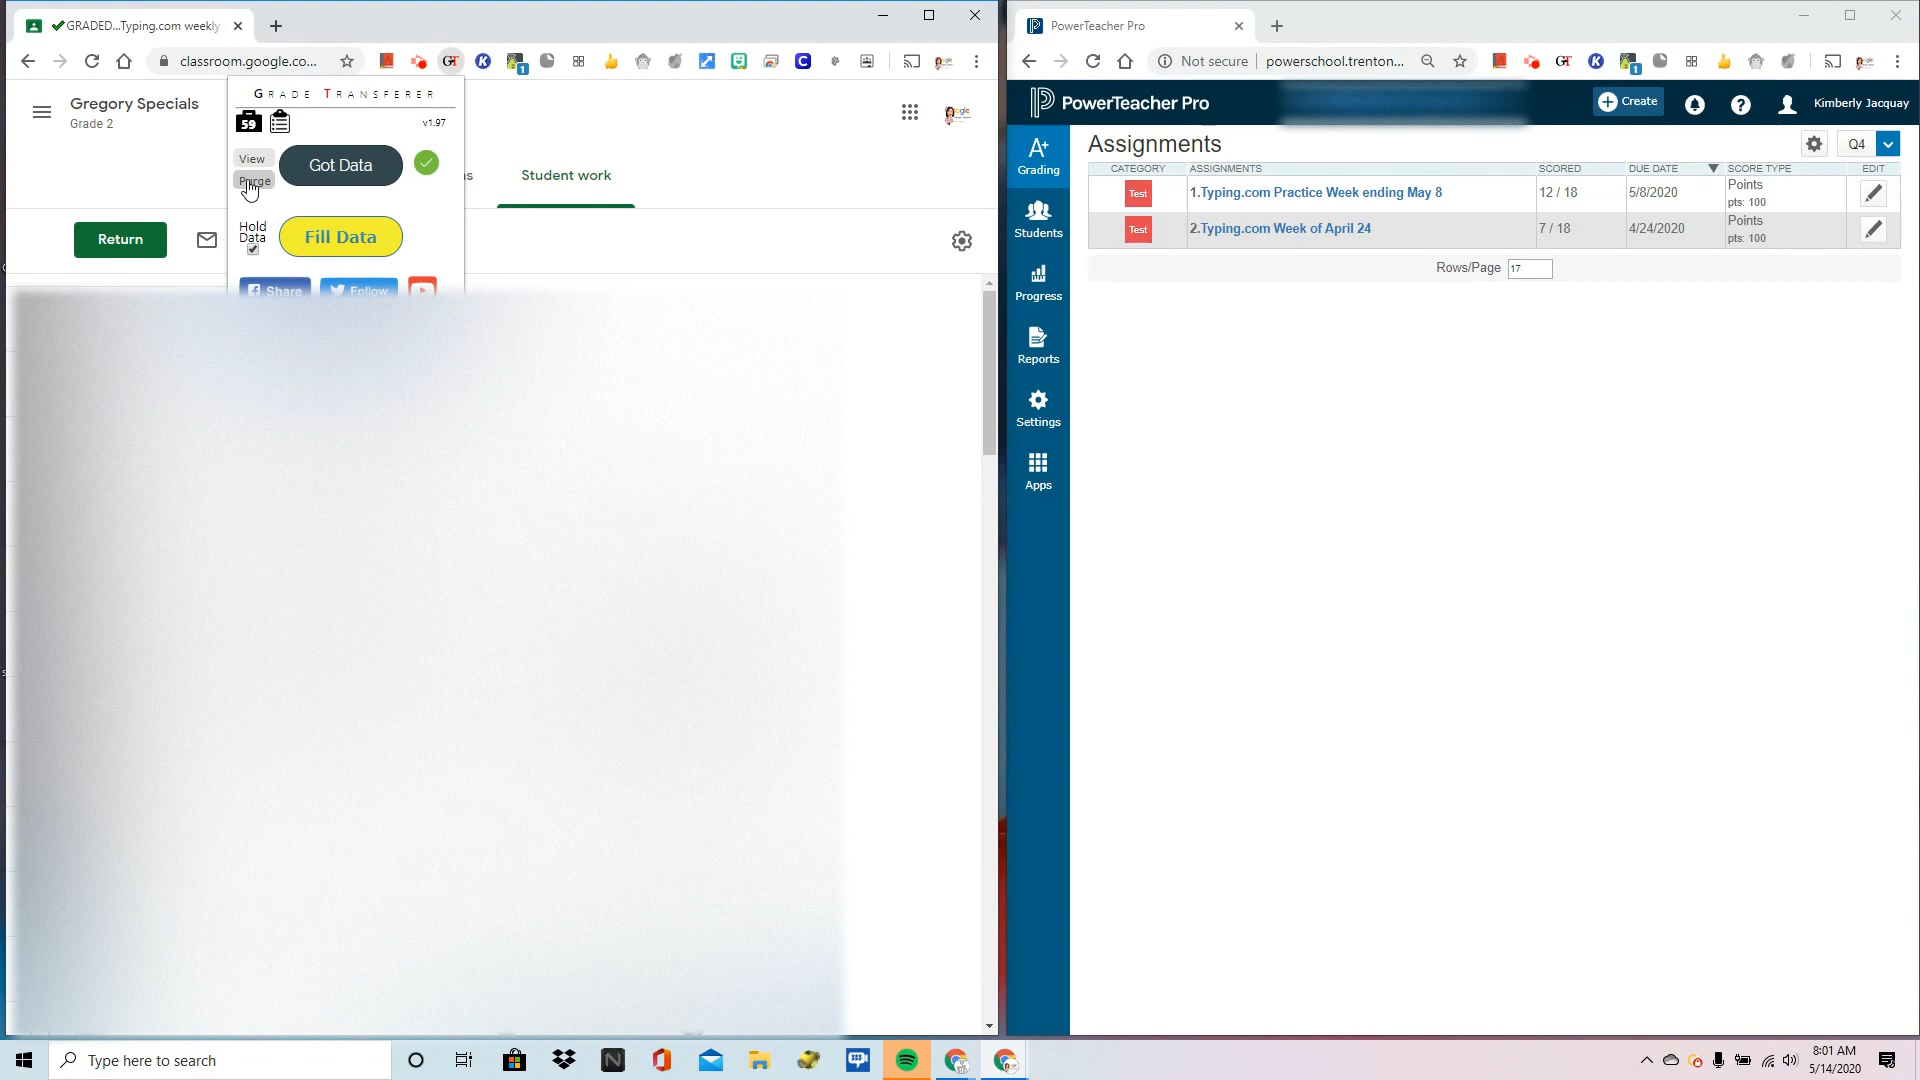 GRADED...Typing.com weekly
classroom.google.co...
Gregory Specials
Grade 2
GRADE TRANSFERER
59
v1.97
View
Got Data
Purge
Student work
Return
Hold
Data
Fill Data
Share
Follow
PowerTeacher Pro
Not secure
powerschool.trenton...
PowerTeacher Pro
Create
Kimberly Jacquay
Grading
Students
Progress
Reports
Settings
Apps
Assignments
Q4
CATEGORY ASSIGNMENTS SCORED DUE DATE SCORE TYPE EDIT
Test 1.Typing.com Practice Week ending May 8 12 / 18 5/8/2020 Points
pts: 100
Test 2.Typing.com Week of April 24 7 / 18 4/24/2020 Points
pts: 100
Rows/Page 17
Type here to search
8:01 AM
5/14/2020